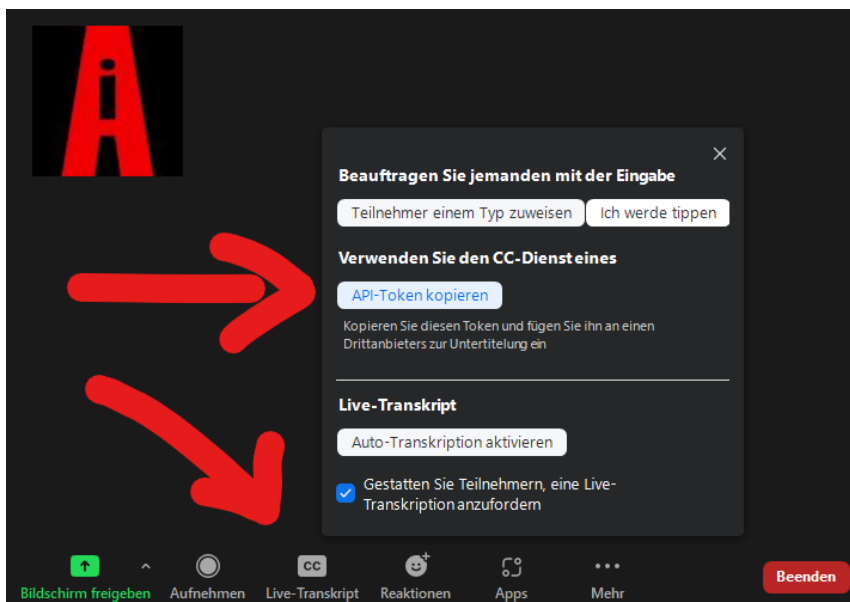 Ai
Beauftragen Sie jemanden mit der Eingabe
Teilnehmer einem Typ zuweisen Ich werde tippen
Verwenden Sie den CC-Dienst eines
API-Token kopieren
Kopieren Sie diesen Token und fügen Sie ihn an einen
Drittanbieters zur Untertitelung ein
Live-Transkript
Auto-Transkription aktivieren
Gestatten Sie Teilnehmern, eine Live-
Transkription anzufordern
CC
Bildschirm freigeben Aufnehmen Live-Transkript Reaktionen Apps Mehr Beenden